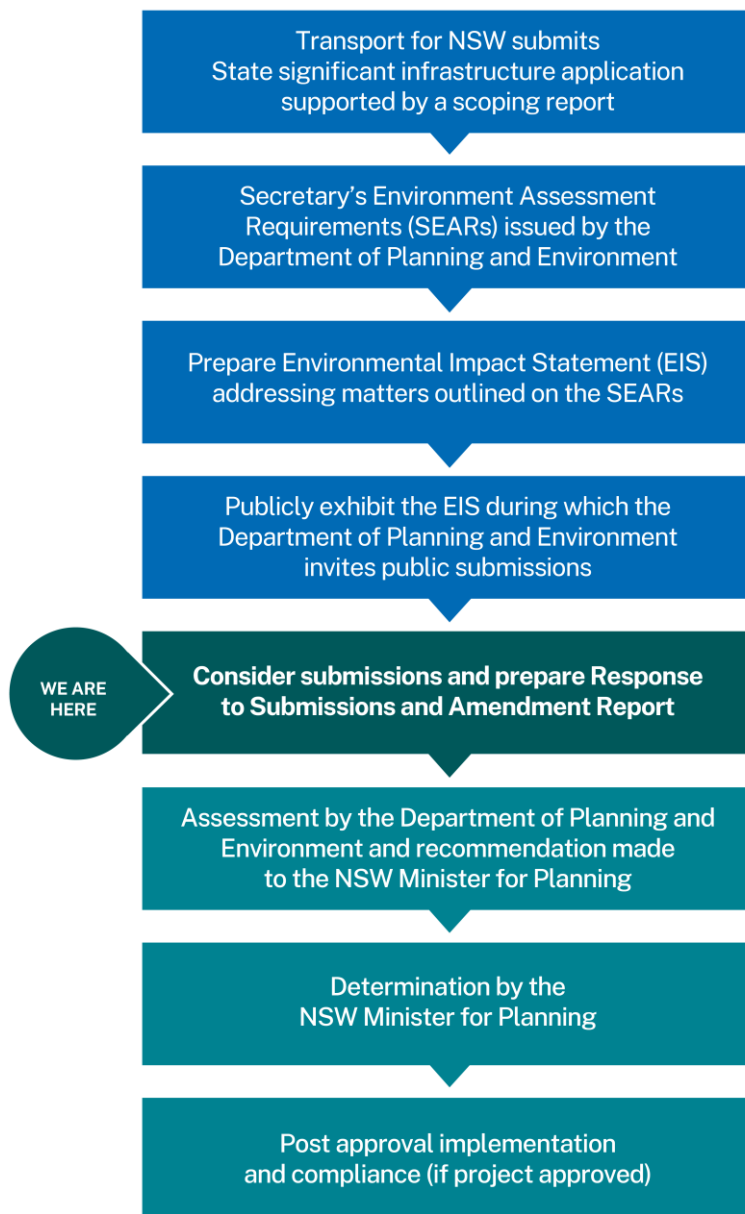 Transport for NSW submits
State significant infrastructure application
supported by a scoping report
Secretary’s Environment Assessment
Requirements (SEARs) issued by the
Department of Planning and Environment
Prepare Environmental Impact Statement (EIS)
addressing matters outlined on the SEARs
Publicly exhibit the EIS during which the
Department of Planning and Environment
invites public submissions
WE ARE
HERE
Consider submissions and prepare Response
to Submissions and Amendment Report
Assessment by the Department of Planning and
Environment and recommendation made
to the NSW Minister for Planning
Determination by the
NSW Minister for Planning
Post approval implementation
and compliance (if project approved)